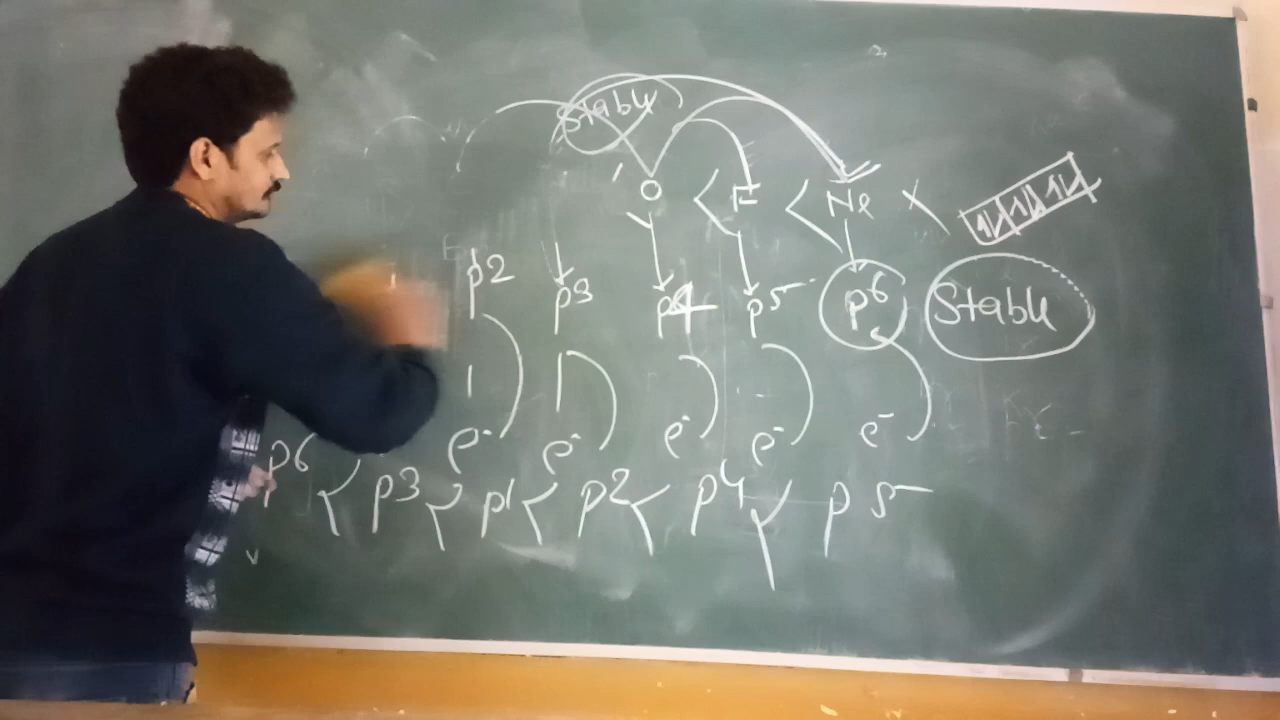 Stable
O < F < Ne
p2 p3 p4 p5 p6 Stable
e- e- e- e- e-
p6 < p3 < p1 < p2 < p4 < p5